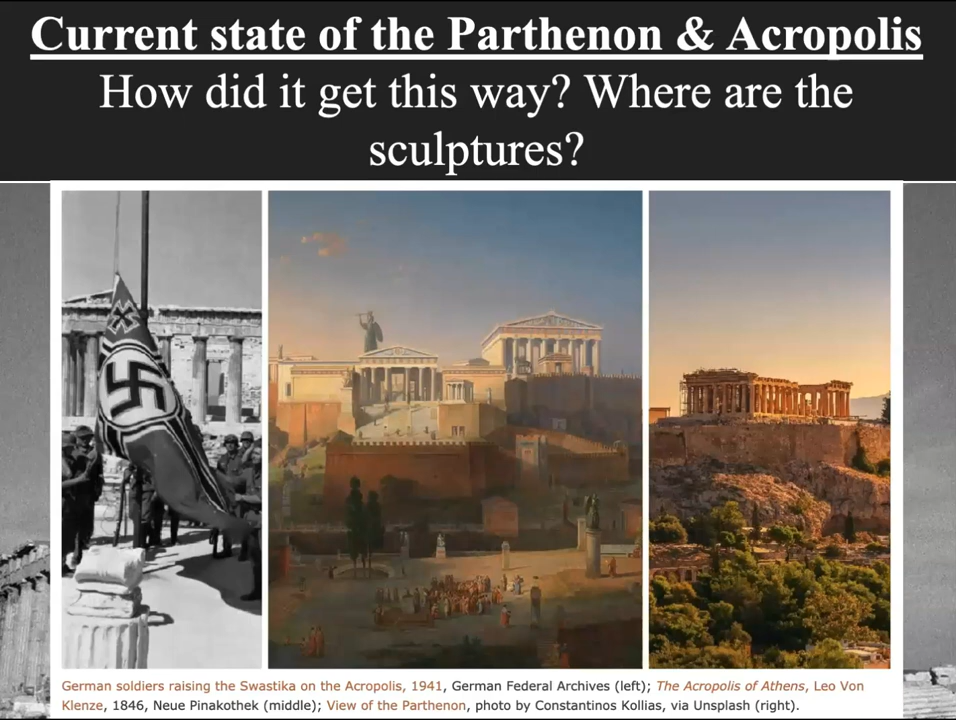 Current state of the Parthenon & Acropolis
How did it get this way? Where are the
sculptures?
German soldiers raising the Swastika on the Acropolis, 1941, German Federal Archives (left); The Acropolis of Athens, Leo Von
Klenze, 1846, Neue Pinakothek (middle); View of the Parthenon, photo by Constantinos Kollias, via Unsplash (right).